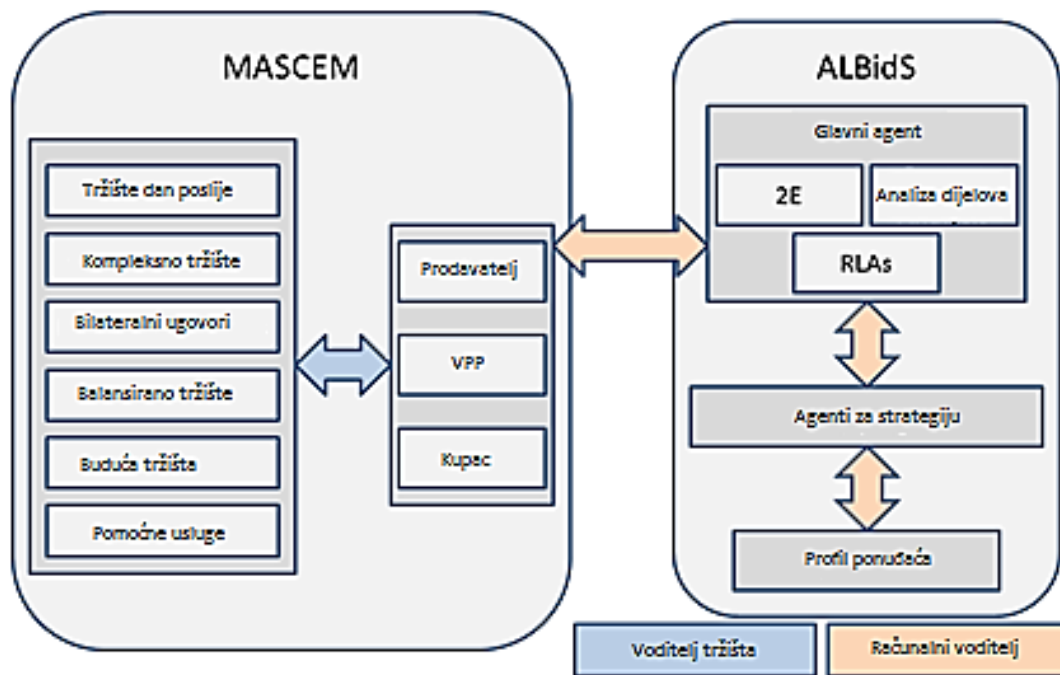 MASCEM
Tržište dan poslije
Kompleksno tržište
Bilateralni ugovori
Balansirano tržište
Buduća tržišta
Pomoćne usluge
Prodavatelj
VPP
Kupac
ALBidS
Glavni agent
2E
Analiza dijelova
RLAs
Agenti za strategiju
Profil ponuđača
Voditelj tržišta
Računalni voditelj